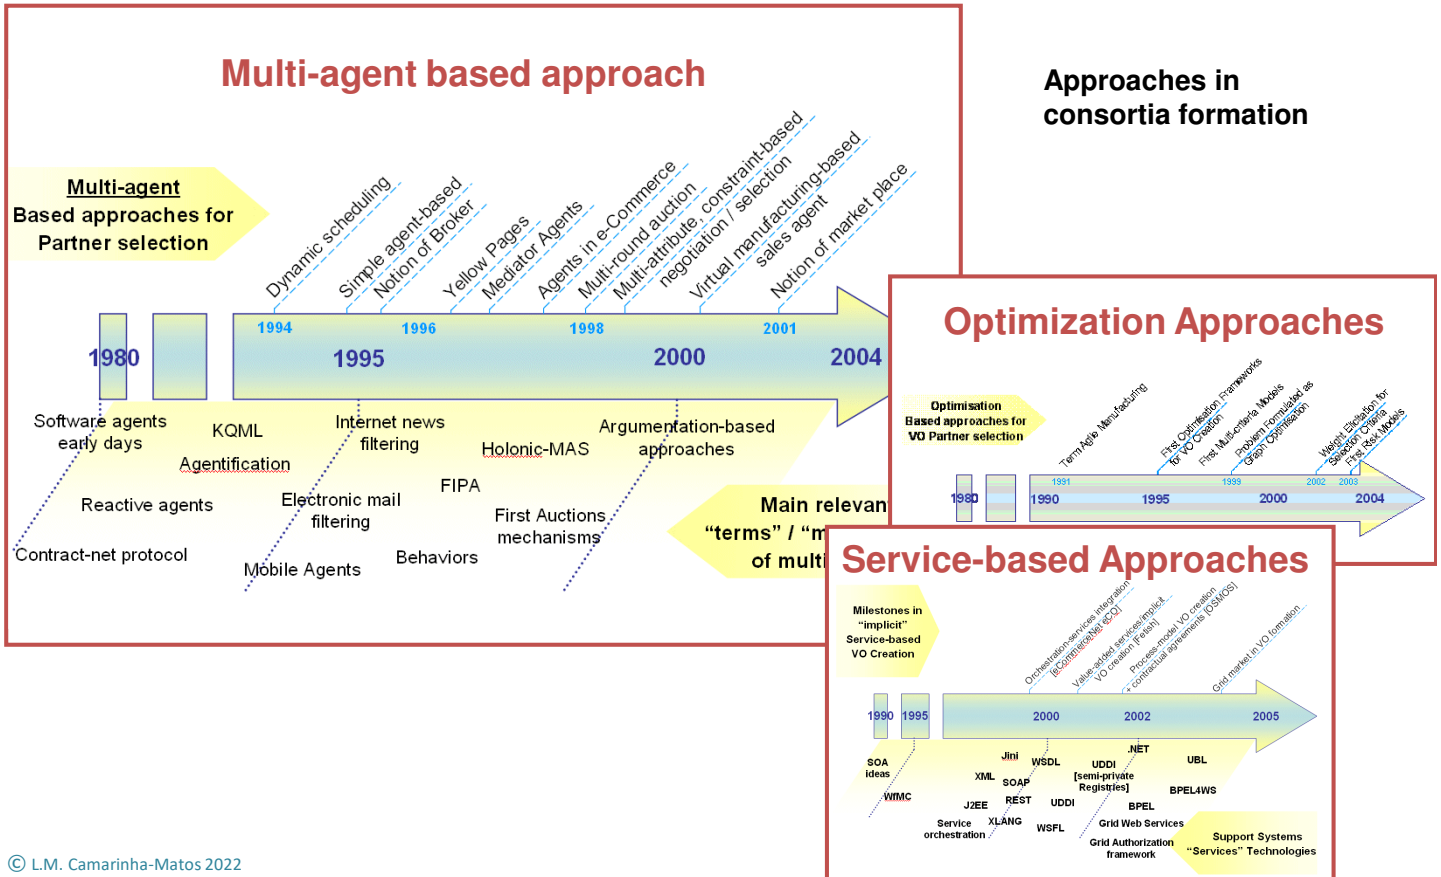 Multi-agent based approach
Approaches in
consortia formation
Multi-agent
Based approaches for
Partner selection
Dynamic scheduling
Simple agent-based
Notion of Broker
Yellow Pages
Mediator Agents
Agents in e-Commerce
Multi-round auction
Multi-attribute, constraint-based
negotiation / selection
Virtual manufacturing-based
sales agent
Notion of market place
1994
1996
1998
2001
1980
1995
2000
2004
Software agents
early days
KQML
Agentification
Reactive agents
Contract-net protocol
Internet news
filtering
Electronic mail
filtering
Mobile Agents
Holonic-MAS
FIPA
First Auctions
mechanisms
Behaviors
Argumentation-based
approaches
Main relevan
"terms" / "m
of multi
Optimization Approaches
Optimisation
Based approaches for
VO Partner selection
Term Agile Manufacturing
First Optimisation Frameworks
for VO Creation
First Multi-criteria Models
Problem Formulated as
Graph Optimisation
Weight Elicitation for
Selection Criteria
First Risk Models
1991
1999
2002
2003
1980
1990
1995
2000
2004
Service-based Approaches
Milestones in
"implicit"
Service-based
VO Creation
Orchestration-services integration
[eCommerceNet eCO]
Value-added services/implicit
VO creation [Fetish]
Process-model VO creation
+ contractual agreements [OSMOS]
Grid market in VO formation
1990
1995
2000
2002
2005
SOA
ideas
WfMC
Jini
WSDL
XML
SOAP
J2EE
REST
UDDI
XLANG
WSFL
Service
orchestration
.NET
UDDI
[semi-private
Registries]
UBL
BPEL4WS
BPEL
Grid Web Services
Grid Authorization
framework
Support Systems
"Services" Technologies
© L.M. Camarinha-Matos 2022